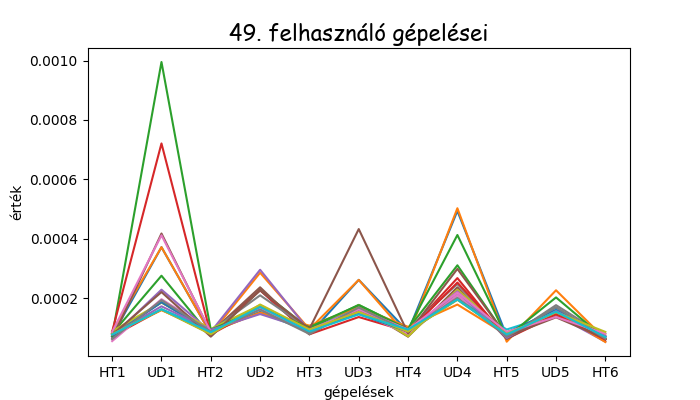 49. felhasználó gépelései
0.0010
0.0008
0.0006
0.0004
0.0002
érték
HT1 UD1 HT2 UD2 HT3 UD3 HT4 UD4 HT5 UD5 HT6
gépelések